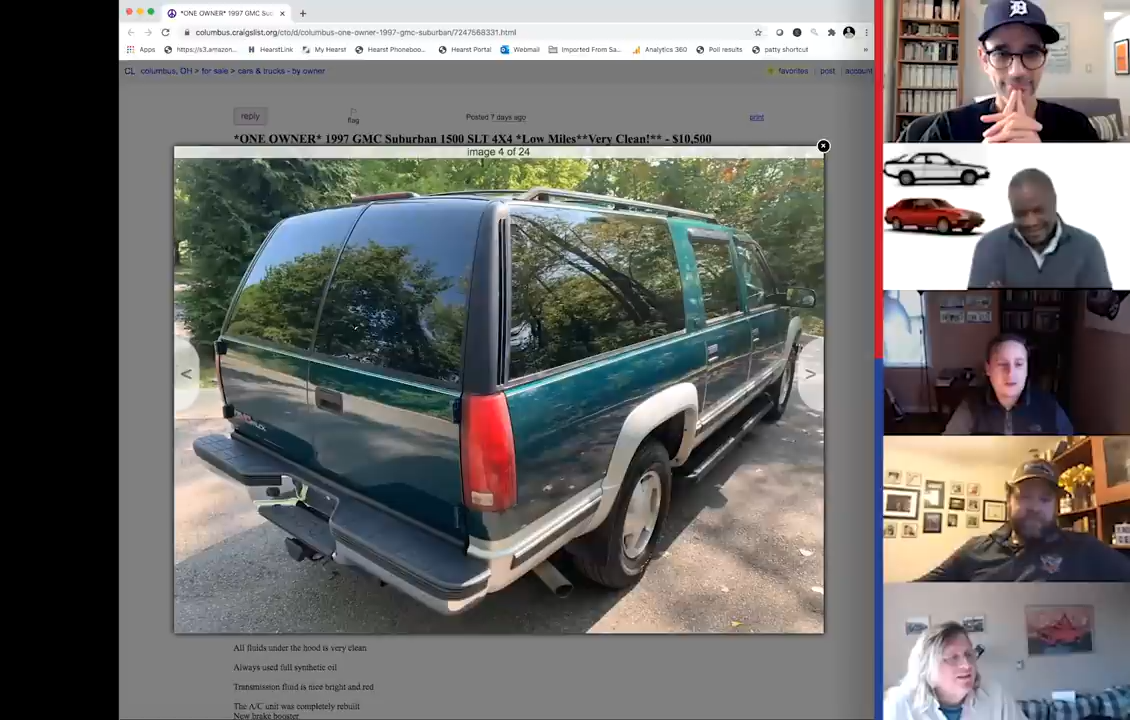 *ONE OWNER* 1997 GMC Sub
columbus.craigslist.org/cto/d/columbus-one-owner-1997-gmc-suburban/7247568331.html
Apps https://s3.amazon... HearstLink My Hearst Hearst Phoneboo... Hearst Portal Webmail Imported From Sa... Analytics 360 Poll results patty shortcut
CL columbus, OH > for sale > cars & trucks - by owner favorites post account
reply flag Posted 7 days ago print
*ONE OWNER* 1997 GMC Suburban 1500 SLT 4X4 *Low Miles**Very Clean!** - $10,500
image 4 of 24
< >
All fluids under the hood is very clean
Always used full synthetic oil
Transmission fluid is nice bright and red
The A/C unit was completely rebuilt
New brake booster